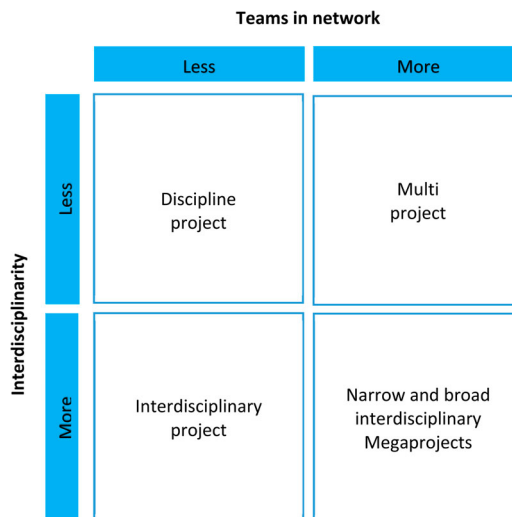 Teams in network
Less
More
Interdisciplinarity
Less
Discipline
project
Multi
project
More
Interdisciplinary
project
Narrow and broad
interdisciplinary
Megaprojects